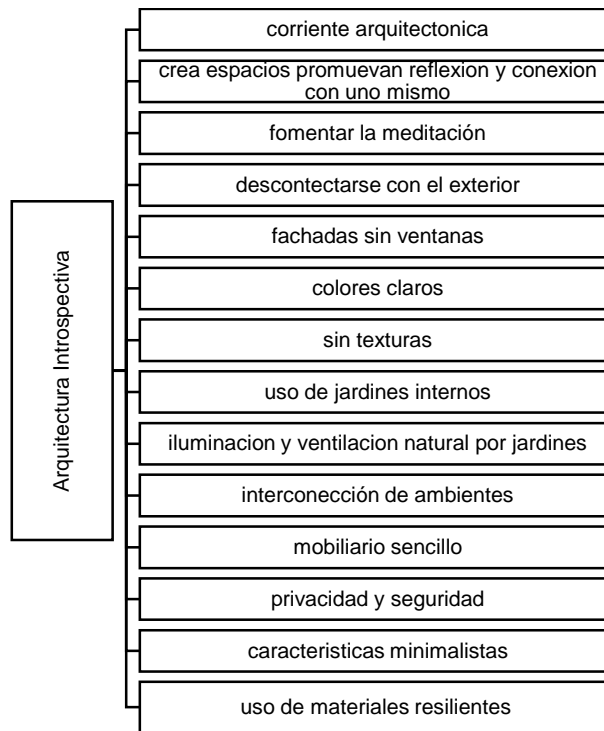 Arquitectura Introspectiva
corriente arquitectonica
crea espacios promuevan reflexion y conexion
con uno mismo
fomentar la meditación
descontectarse con el exterior
fachadas sin ventanas
colores claros
sin texturas
uso de jardines internos
iluminacion y ventilacion natural por jardines
interconección de ambientes
mobiliario sencillo
privacidad y seguridad
caracteristicas minimalistas
uso de materiales resilientes